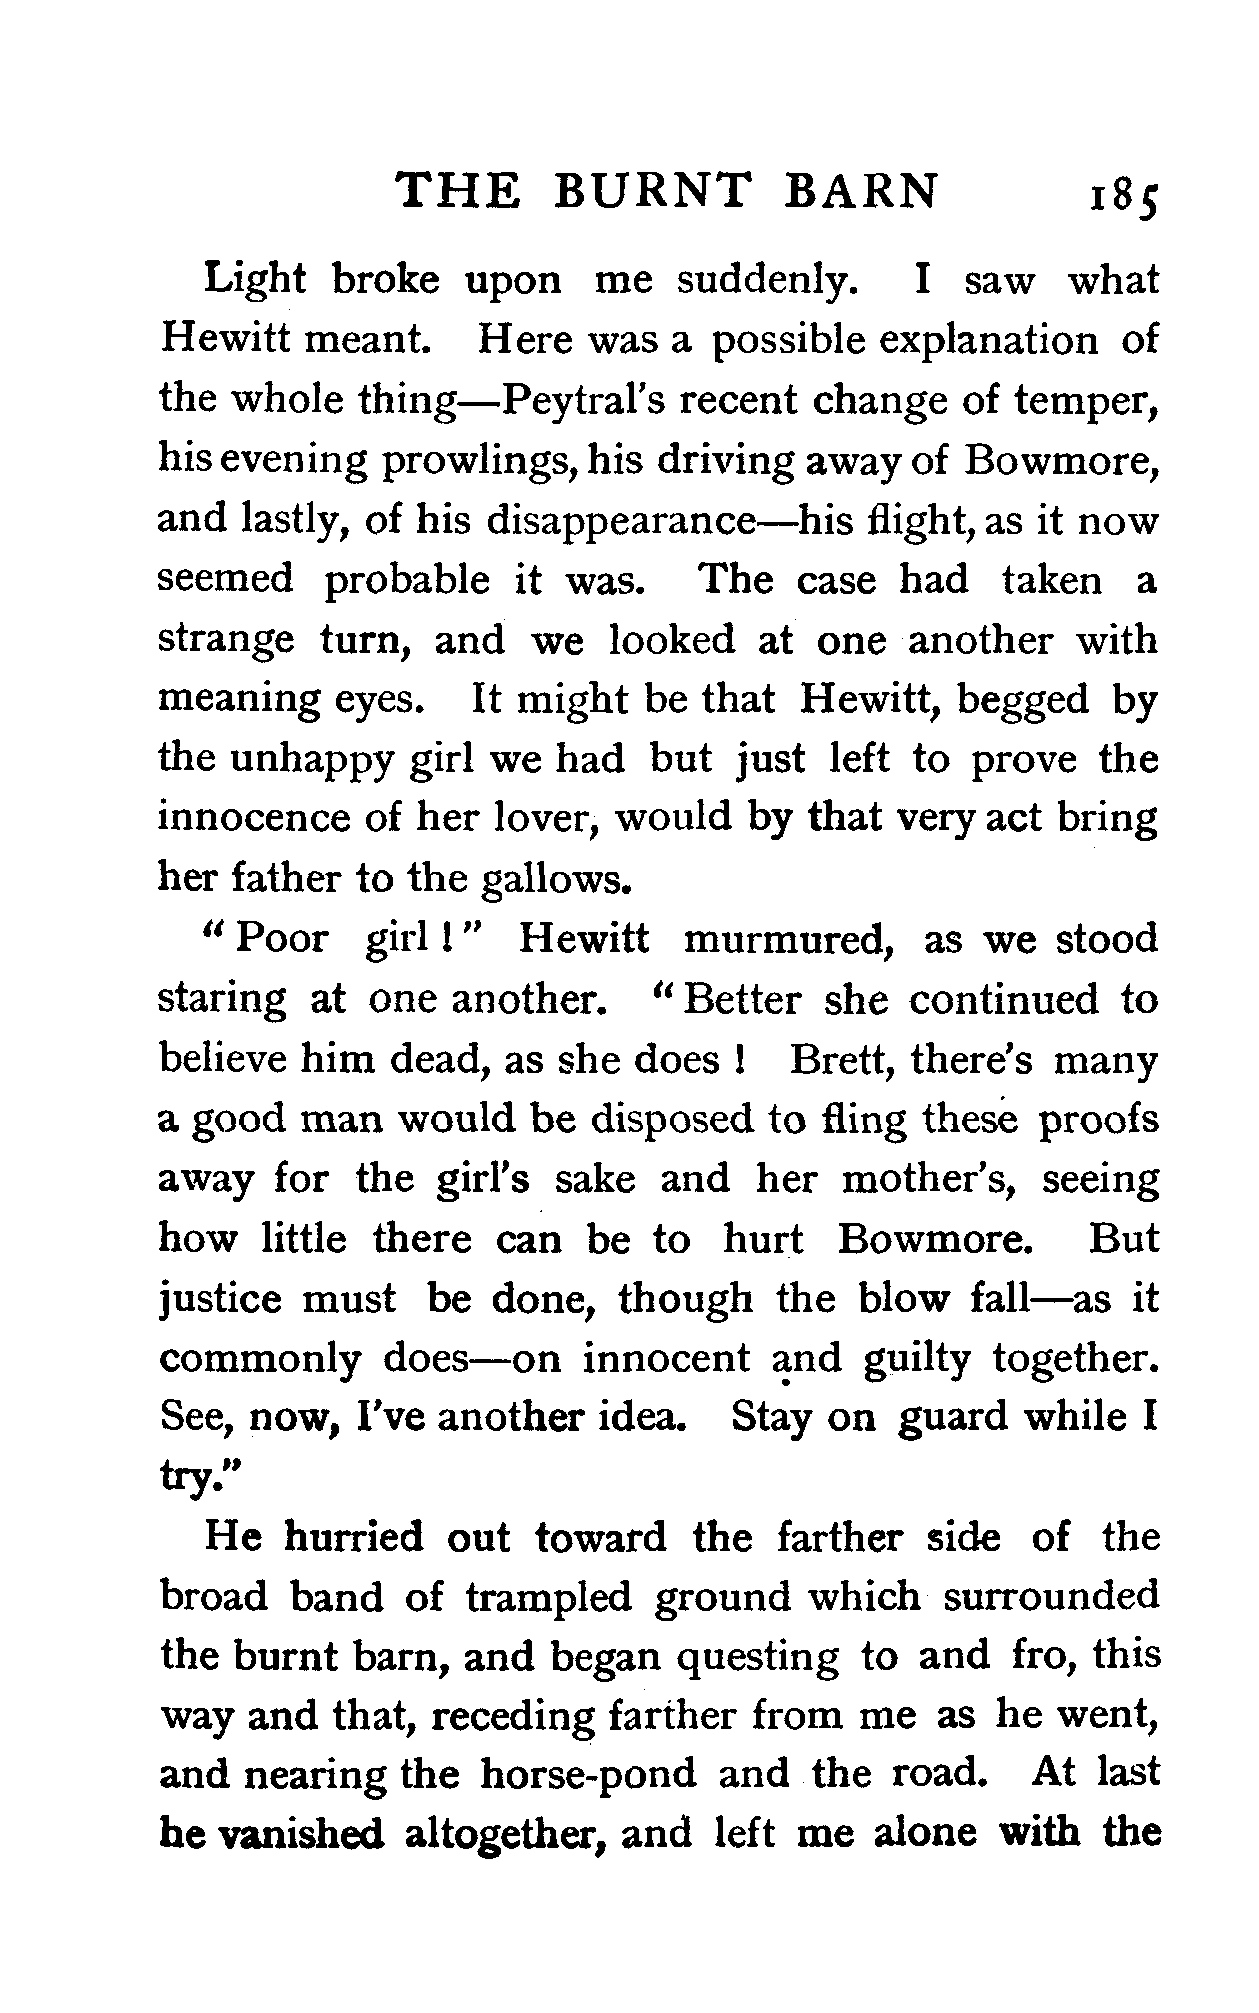 THE BURNT BARN 185
Light broke upon me suddenly. I saw what
Hewitt meant. Here was a possible explanation of
the whole thing—Peytral's recent change of temper,
his evening prowlings, his driving away of Bowmore,
and lastly, of his disappearance—his flight, as it now
seemed probable it was. The case had taken a
strange turn, and we looked at one another with
meaning eyes. It might be that Hewitt, begged by
the unhappy girl we had but just left to prove the
innocence of her lover, would by that very act bring
her father to the gallows.
"Poor girl!" Hewitt murmured, as we stood
staring at one another. "Better she continued to
believe him dead, as she does! Brett, there's many
a good man would be disposed to fling these proofs
away for the girl's sake and her mother's, seeing
how little there can be to hurt Bowmore. But
justice must be done, though the blow fall—as it
commonly does—on innocent and guilty together.
See, now, I've another idea. Stay on guard while I
try."
He hurried out toward the farther side of the
broad band of trampled ground which surrounded
the burnt barn, and began questing to and fro, this
way and that, receding farther from me as he went,
and nearing the horse-pond and the road. At last
he vanished altogether, and left me alone with the